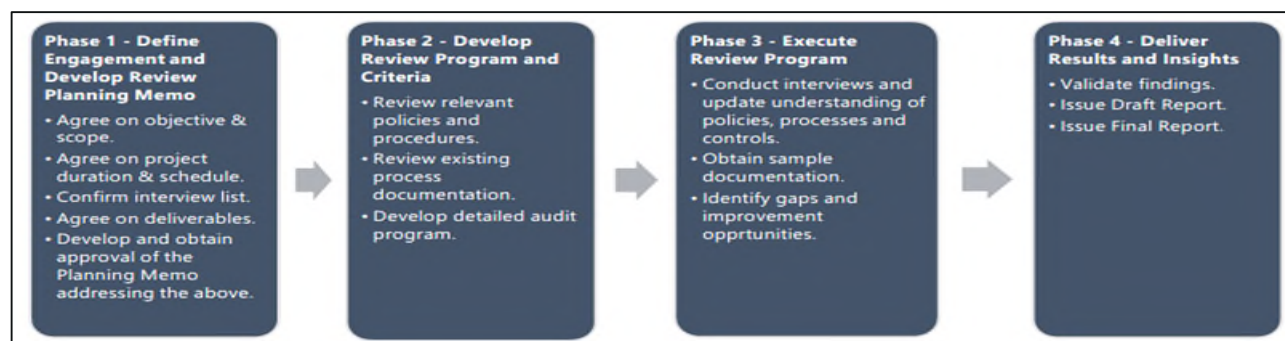 Phase 1 - Define
Engagement and
Develop Review
Planning Memo
• Agree on objective &
scope.
• Agree on project
duration & schedule.
• Confirm interview list.
• Agree on deliverables.
• Develop and obtain
approval of the
Planning Memo
addressing the above.
Phase 2 - Develop
Review Program and
Criteria
• Review relevant
policies and
procedures.
• Review existing
process
documentation.
• Develop detailed audit
program.
Phase 3 - Execute
Review Program
• Conduct interviews and
update understanding of
policies, processes and
controls.
• Obtain sample
documentation.
• Identify gaps and
improvement
opprtunities.
Phase 4 - Deliver
Results and Insights
• Validate findings.
• Issue Draft Report.
• Issue Final Report.